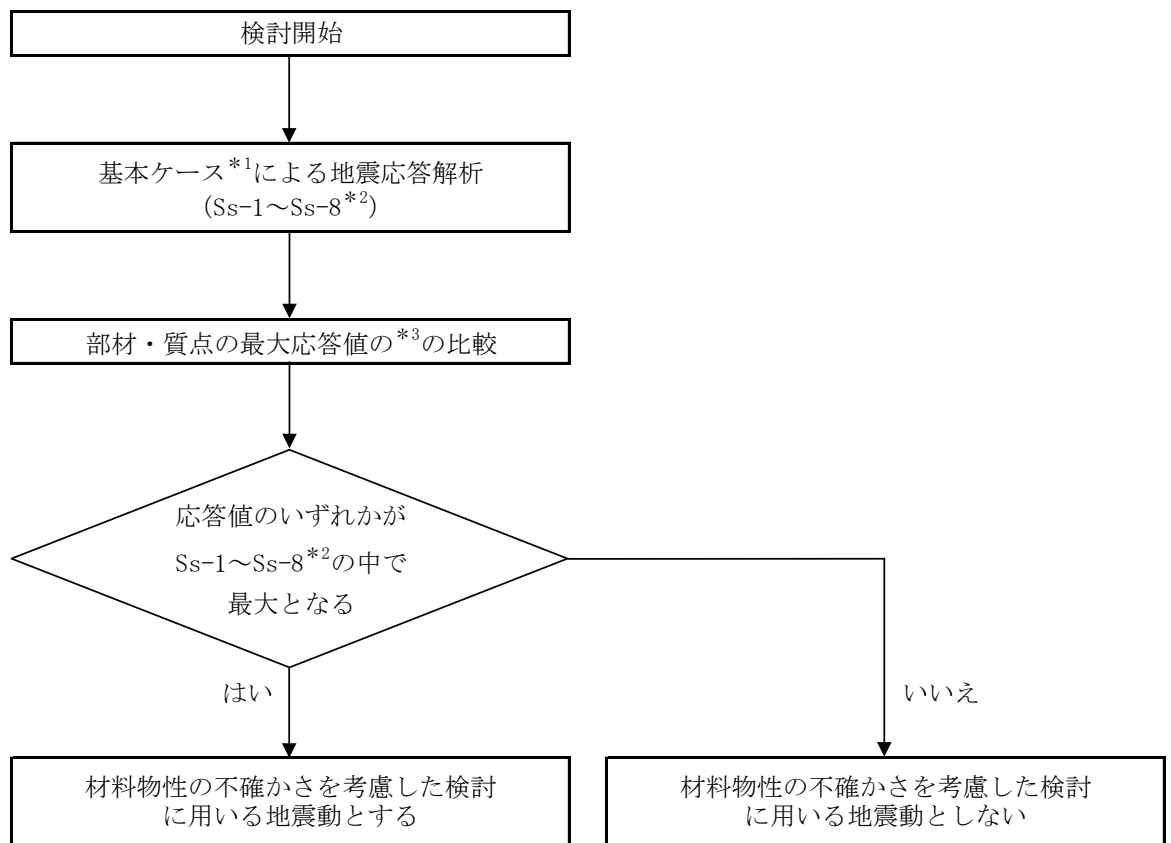 検討開始
基本ケース*1による地震応答解析
(Ss-1～Ss-8*2)
部材・質点の最大応答値の*3の比較
応答値のいずれかが
Ss-1～Ss-8*2の中で
最大となる
はい
いいえ
材料物性の不確かさを考慮した検討
に用いる地震動とする
材料物性の不確かさを考慮した検討
に用いる地震動としない